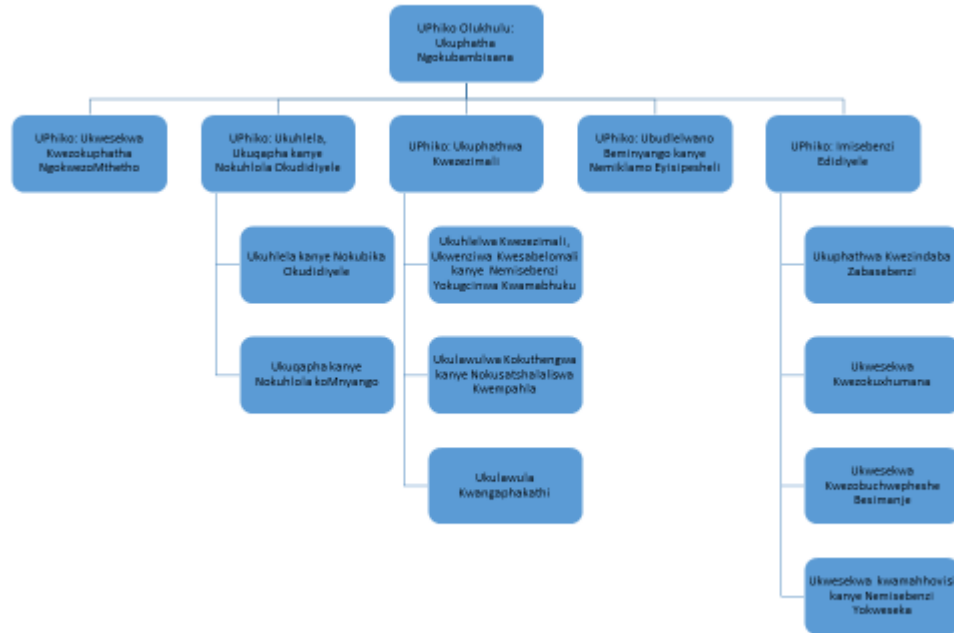 UPhiko Olukhulu:
Ukuphatha
Ngokubambisana
UPhiko: Ukwesekwa
Kwezokuphatha
NgokwezoMthetho
UPhiko: Ukuhlela,
Ukuqapha kanye
Nokuhlola Okudidiyele
UPhiko: Ukuphathwa
Kwezezimali
UPhiko: Ubudlelwano
Beminyango kanye
Nemiklamo Eyisipesheli
UPhiko: Imisebenzi
Edidiyele
Ukuhlela kanye Nokubika
Okudidiyele
Ukuqapha kanye
Nokuhlola koMnyango
Ukuhlelwa Kwezezimali,
Ukwenziwa Kwesabelomali
kanye Nemisebenzi
Yokugcinwa Kwamabhuku
Ukulawulwa Kokuthengwa
kanye Nokusatshalaliswa
Kwempahla
Ukulawula
Kwangaphakathi
Ukuphathwa Kwezindaba
Zabasebenzi
Ukwesekwa
Kwezokuxhumana
Ukwesekwa
Kwezobuchwepheshe
Besimanje
Ukwesekwa kwamahhovisi
kanye Nemisebenzi
Yokweseka